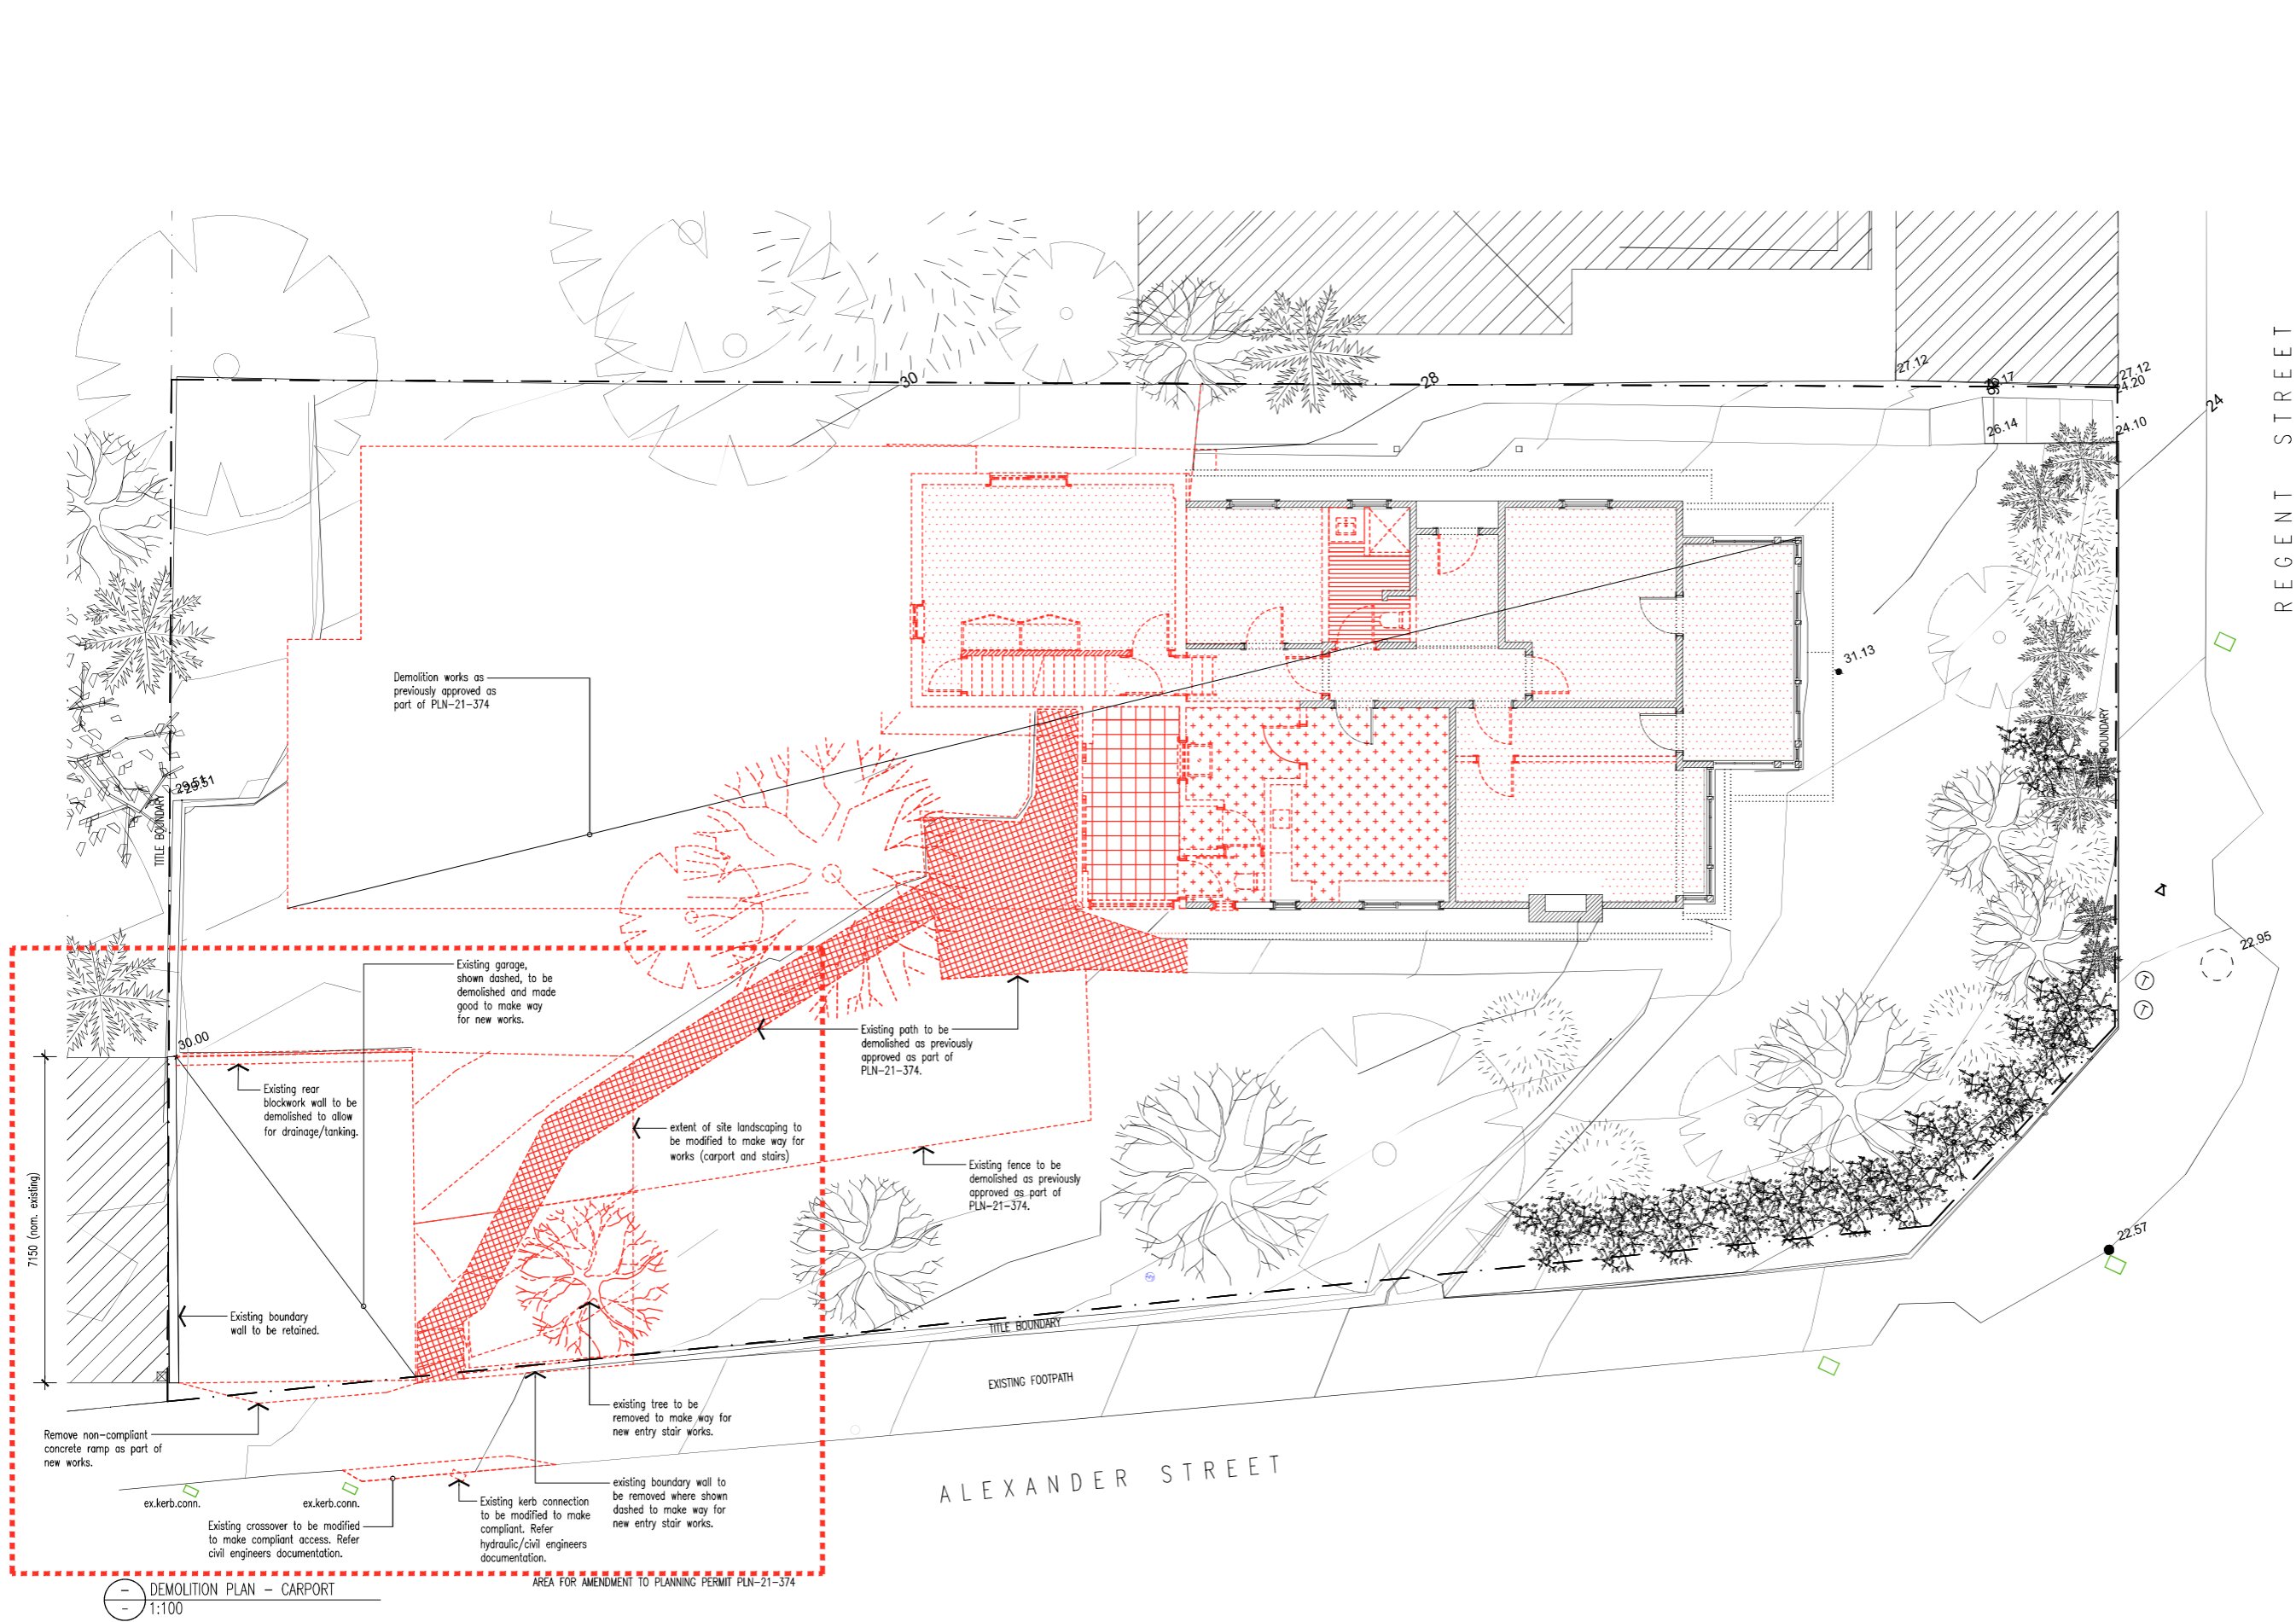 30
28
27.12
26.17
27.12
24.20
24
26.14
24.10
REGENT STREET
Demolition works as
previously approved as
part of PLN-21-374
31.13
BOUNDARY
29.51
TITLE BOUNDARY
22.95
T
T
Existing garage,
shown dashed, to be
demolished and made
good to make way
for new works.
30.00
Existing path to be
demolished as previously
approved as part of
PLN-21-374.
Existing rear
blockwork wall to be
demolished to allow
for drainage/tanking.
extent of site landscaping to
be modified to make way for
works (carport and stairs)
Existing fence to be
demolished as previously
approved as part of
PLN-21-374.
7150 (nom. existing)
22.57
Existing boundary
wall to be retained.
TITLE BOUNDARY
EXISTING FOOTPATH
existing tree to be
removed to make way for
new entry stair works.
Remove non-compliant
concrete ramp as part of
new works.
ALEXANDER STREET
existing boundary wall to
be removed where shown
dashed to make way for
new entry stair works.
ex.kerb.conn.
ex.kerb.conn.
Existing kerb connection
to be modified to make
compliant. Refer
hydraulic/civil engineers
documentation.
Existing crossover to be modified
to make compliant access. Refer
civil engineers documentation.
AREA FOR AMENDMENT TO PLANNING PERMIT PLN-21-374
DEMOLITION PLAN - CARPORT
1:100